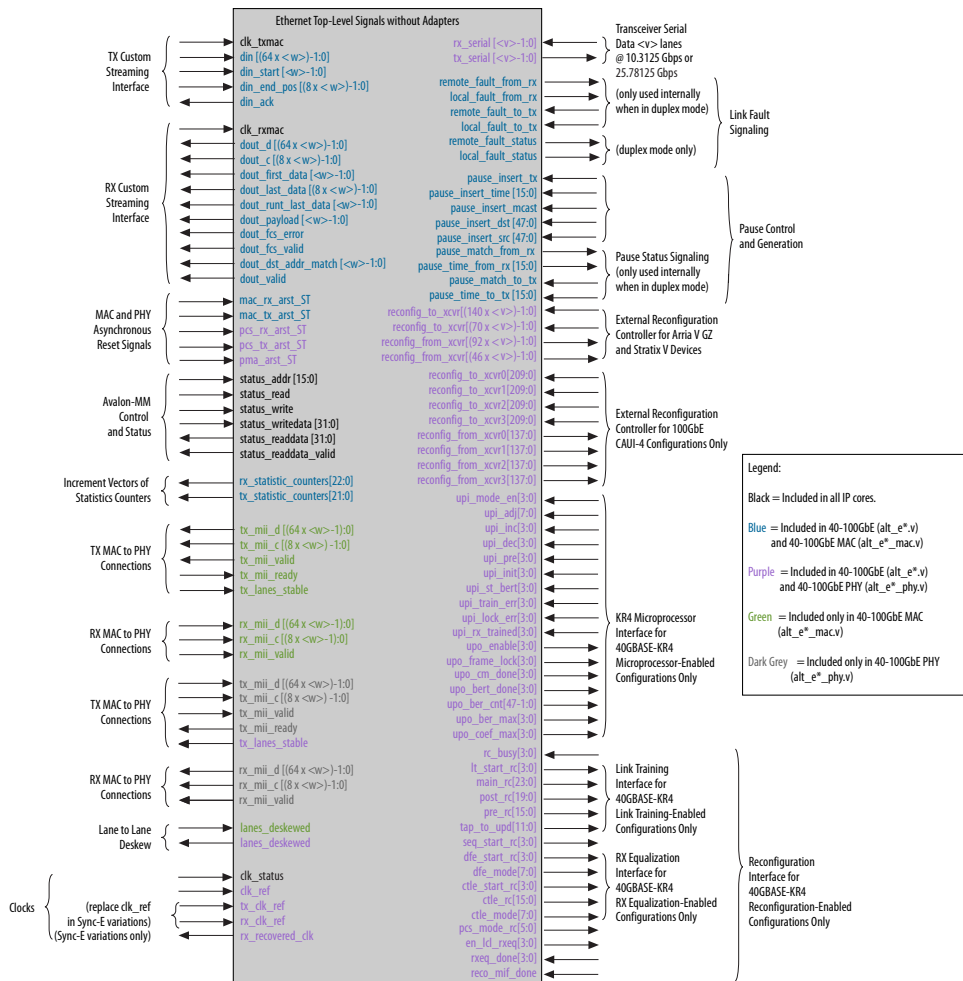 Ethernet Top-Level Signals without Adapters
TX Custom
Streaming
Interface
clk_txmac
din [(64 x < w>)-1:0]
din_start [<w>-1:0]
din_end_pos [(8 x < w>)-1:0]
din_ack
RX Custom
Streaming
Interface
clk_rxmac
dout_d [(64 x <w>)-1:0]
dout_c [(8 x <w>)-1:0]
dout_first_data [<w>-1:0]
dout_last_data [(8 x <w>)-1:0]
dout_runt_last_data [<w>-1:0]
dout_payload [<w>-1:0]
dout_fcs_error
dout_fcs_valid
dout_dst_addr_match [<w>-1:0]
dout_valid
MAC and PHY
Asynchronous
Reset Signals
mac_rx_arst_ST
mac_tx_arst_ST
pcs_rx_arst_ST
pcs_tx_arst_ST
pma_arst_ST
Avalon-MM
Control
and Status
status_addr [15:0]
status_read
status_write
status_writedata [31:0]
status_readdata [31:0]
status_readdata_valid
Increment Vectors of
Statistics Counters
rx_statistic_counters[22:0]
tx_statistic_counters[21:0]
TX MAC to PHY
Connections
tx_mii_d [(64 x <w>-1):0]
tx_mii_c [(8 x <w>) -1:0]
tx_mii_valid
tx_mii_ready
tx_lanes_stable
RX MAC to PHY
Connections
rx_mii_d [(64 x <w>-1):0]
rx_mii_c [(8 x <w>-1):0]
rx_mii_valid
TX MAC to PHY
Connections
tx_mii_d [(64 x <w>)-1:0]
tx_mii_c [(8 x <w>) -1:0]
tx_mii_valid
tx_mii_ready
tx_lanes_stable
RX MAC to PHY
Connections
rx_mii_d [(64 x <w>)-1:0]
rx_mii_c [(8 x <w>)-1:0]
rx_mii_valid
Lane to Lane
Deskew
lanes_deskewed
lanes_deskewed
Clocks
(replace clk_ref
in Sync-E variations)
(Sync-E variations only)
clk_status
clk_ref
tx_clk_ref
rx_clk_ref
rx_recovered_clk
rx_serial [<v>-1:0]
tx_serial [<v>-1:0]
Transceiver Serial
Data <v> lanes
@ 10.3125 Gbps or
25.78125 Gbps
remote_fault_from_rx
local_fault_from_rx
remote_fault_to_tx
local_fault_to_tx
remote_fault_status
local_fault_status
(only used internally
when in duplex mode)
(duplex mode only)
Link Fault
Signaling
pause_insert_tx
pause_insert_time [15:0]
pause_insert_mcast
pause_insert_dst [47:0]
pause_insert_src [47:0]
pause_match_from_rx
pause_time_from_rx [15:0]
pause_match_to_tx
pause_time_to_tx [15:0]
Pause Status Signaling
(only used internally
when in duplex mode)
Pause Control
and Generation
reconfig_to_xcvr[(140 x <v>)-1:0]
reconfig_to_xcvr[(70 x <v>)-1:0]
reconfig_from_xcvr[(92 x <v>)-1:0]
reconfig_from_xcvr[(46 x <v>)-1:0]
External Reconfiguration
Controller for Arria V GZ
and Stratix V Devices
reconfig_to_xcvr0[209:0]
reconfig_to_xcvr1[209:0]
reconfig_to_xcvr2[209:0]
reconfig_to_xcvr3[209:0]
reconfig_from_xcvr0[137:0]
reconfig_from_xcvr1[137:0]
reconfig_from_xcvr2[137:0]
reconfig_from_xcvr3[137:0]
External Reconfiguration
Controller for 100GbE
CAUI-4 Configurations Only
upi_mode_en[3:0]
upi_adj[7:0]
upi_inc[3:0]
upi_dec[3:0]
upi_pre[3:0]
upi_init[3:0]
upi_st_bert[3:0]
upi_train_err[3:0]
upi_lock_err[3:0]
upi_rx_trained[3:0]
upo_enable[3:0]
upo_frame_lock[3:0]
upo_cm_done[3:0]
upo_bert_done[3:0]
upo_ber_cnt[47-1:0]
upo_ber_max[3:0]
upo_coef_max[3:0]
KR4 Microprocessor
Interface for
40GBASE-KR4
Microprocessor-Enabled
Configurations Only
rc_busy[3:0]
lt_start_rc[3:0]
main_rc[23:0]
post_rc[19:0]
pre_rc[15:0]
tap_to_upd[11:0]
seq_start_rc[3:0]
dfe_start_rc[3:0]
dfe_mode[7:0]
ctle_start_rc[3:0]
ctle_rc[15:0]
ctle_mode[7:0]
pcs_mode_rc[5:0]
en_lcl_rxeq[3:0]
rxeq_done[3:0]
reco_mif_done
Link Training
Interface for
40GBASE-KR4
Link Training-Enabled
Configurations Only
RX Equalization
Interface for
40GBASE-KR4
RX Equalization-Enabled
Configurations Only
Reconfiguration
Interface for
40GBASE-KR4
Reconfiguration-Enabled
Configurations Only
Legend:
Black = Included in all IP cores.
Blue = Included in 40-100GbE (alt_e*.v)
and 40-100GbE MAC (alt_e*_mac.v)
Purple = Included in 40-100GbE (alt_e*.v)
and 40-100GbE PHY (alt_e*_phy.v)
Green = Included only in 40-100GbE MAC
(alt_e*_mac.v)
Dark Grey = Included only in 40-100GbE PHY
(alt_e*_phy.v)